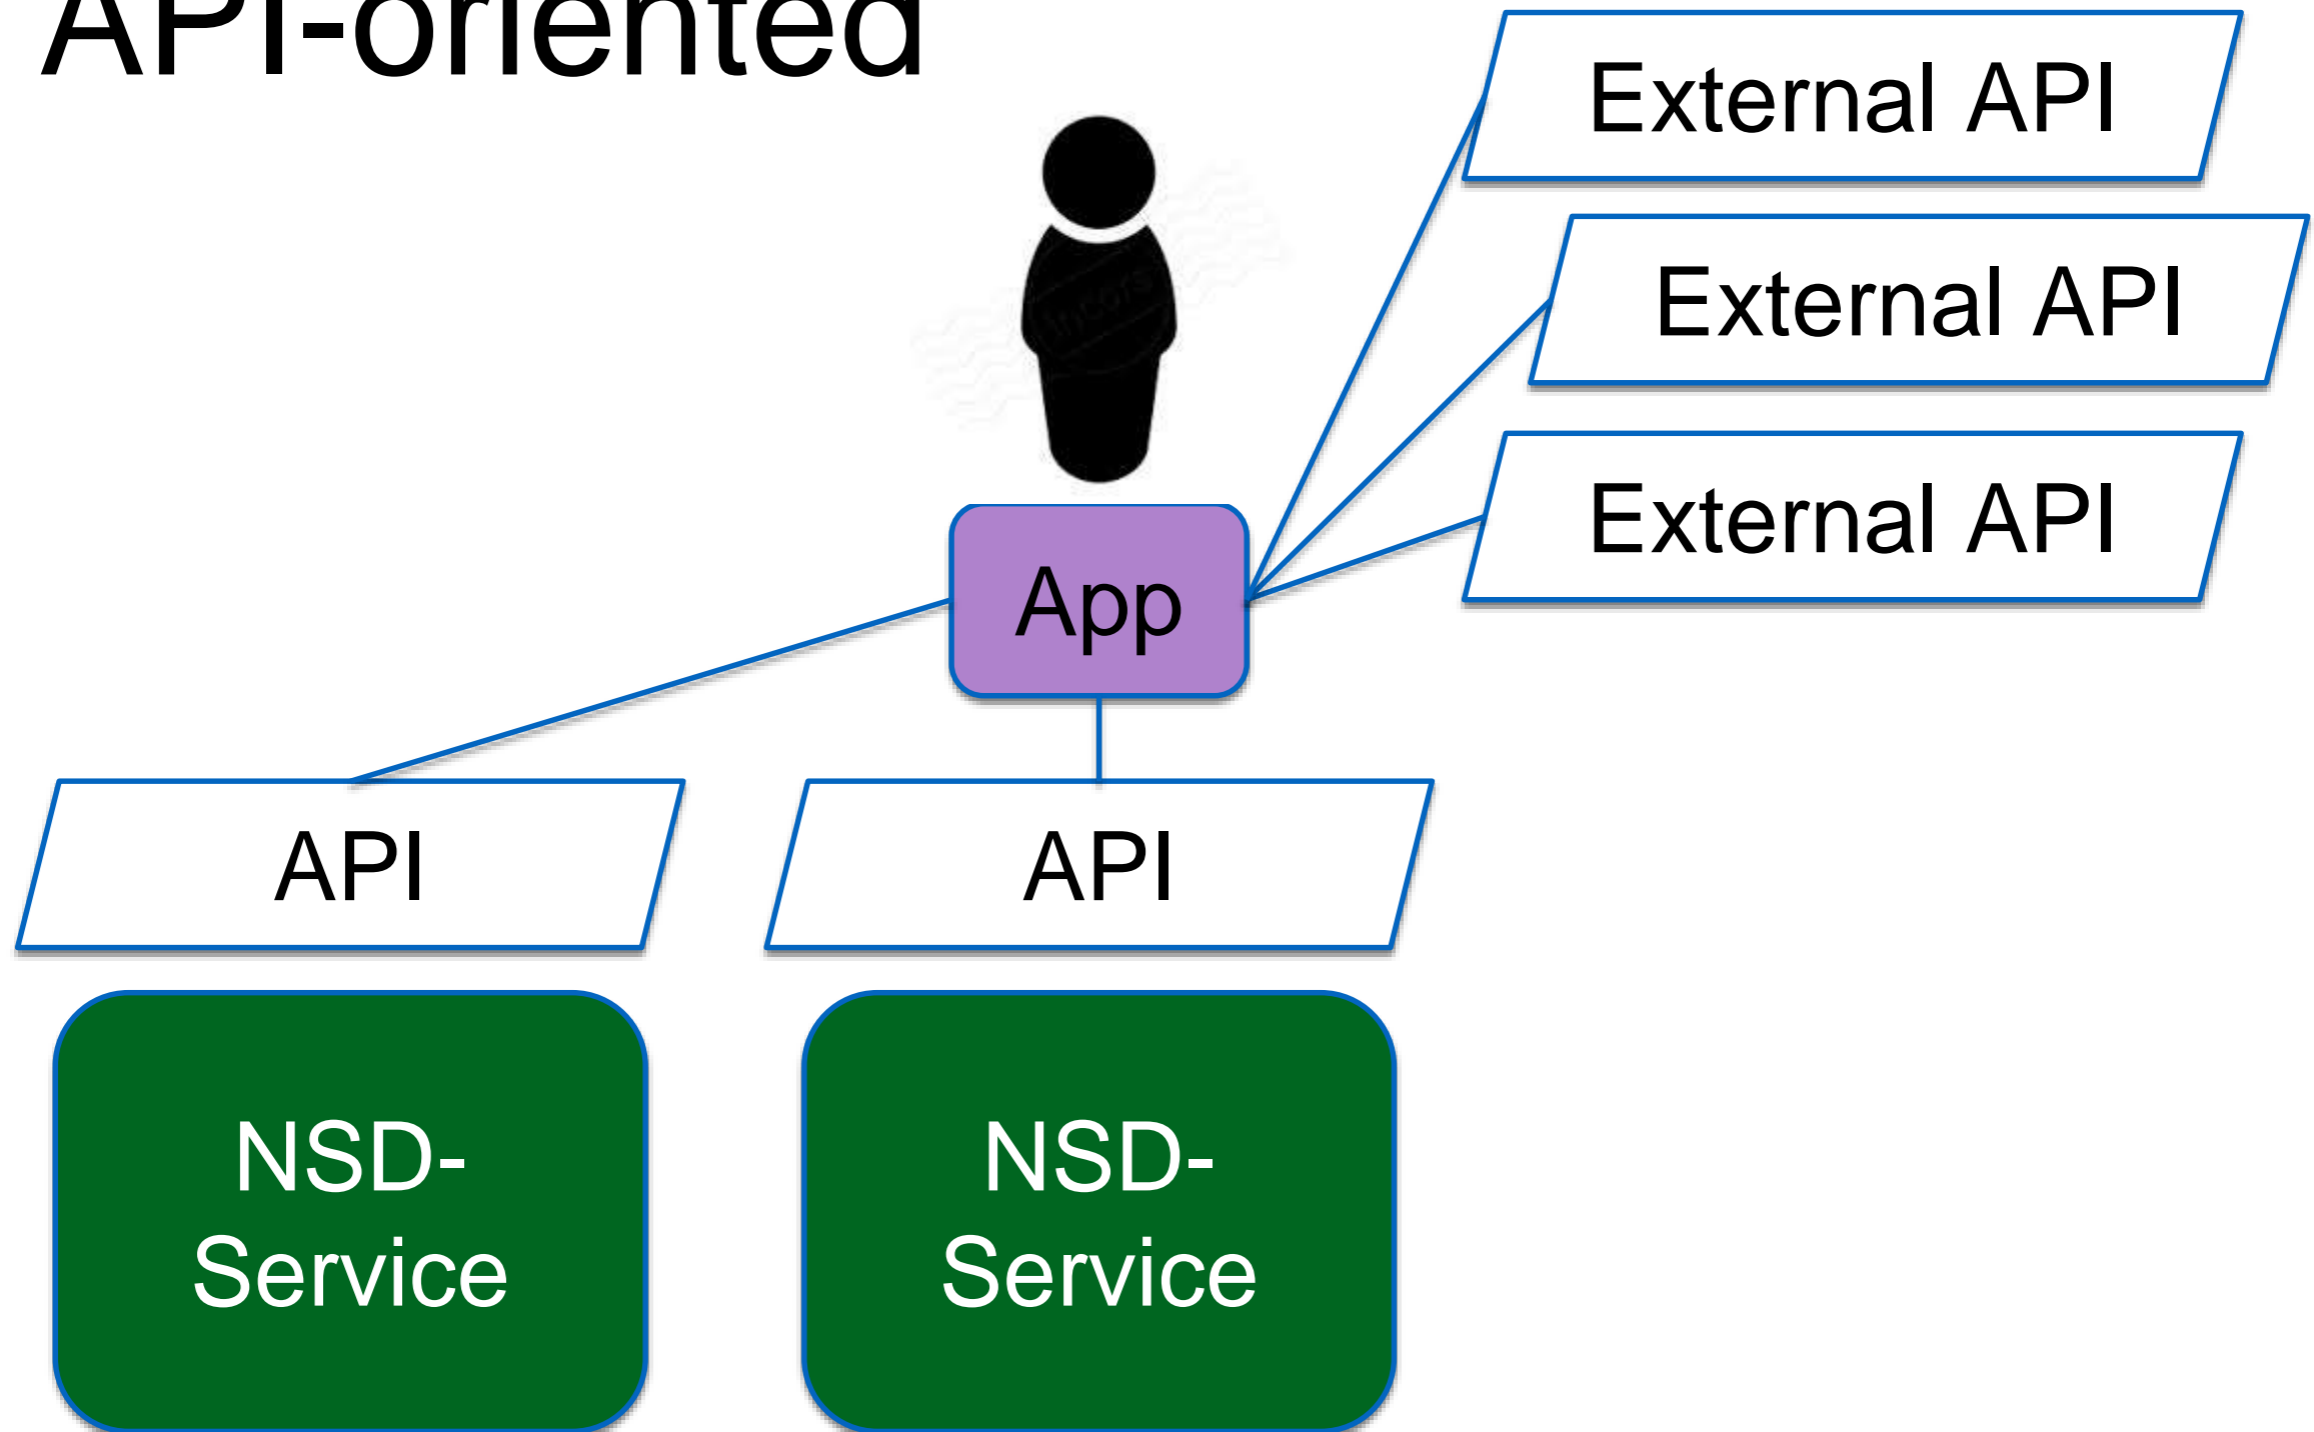 API-oriented
External API
External API
External API
App
API
API
NSD-
Service
NSD-
Service